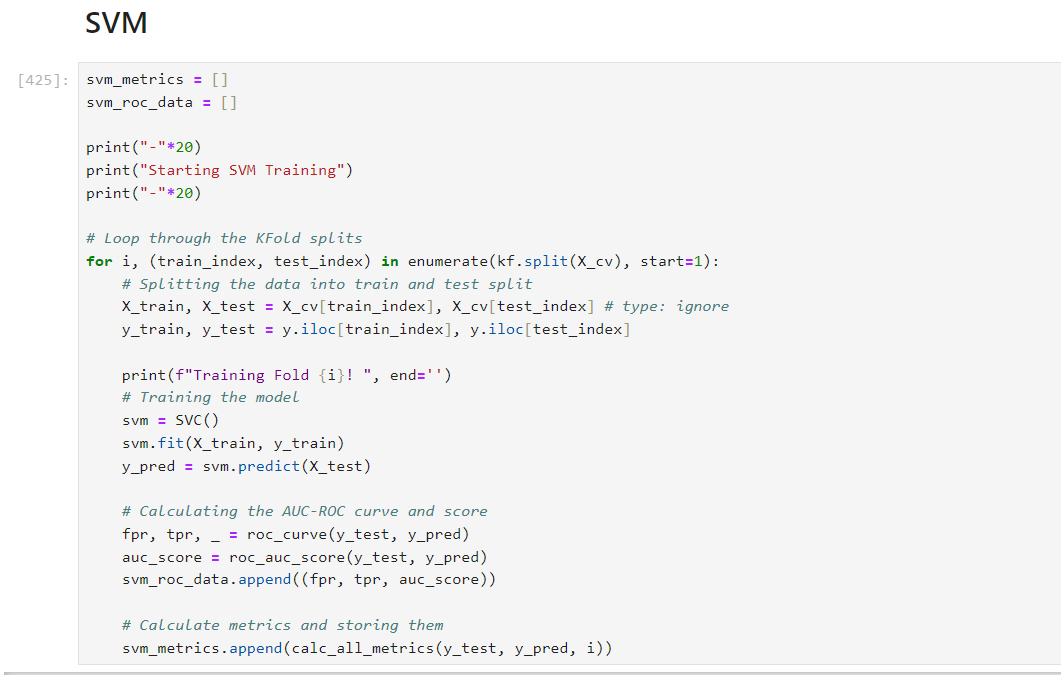 SVM
[425]:
svm_metrics = []
svm_roc_data = []
print("-"*20)
print("Starting SVM Training")
print("-"*20)
# Loop through the KFold splits
for i, (train_index, test_index) in enumerate(kf.split(X_cv), start=1):
    # Splitting the data into train and test split
    X_train, X_test = X_cv[train_index], X_cv[test_index] # type: ignore
    y_train, y_test = y.iloc[train_index], y.iloc[test_index]
    print(f"Training Fold {i}! ", end='')
    # Training the model
    svm = SVC()
    svm.fit(X_train, y_train)
    y_pred = svm.predict(X_test)
    # Calculating the AUC-ROC curve and score
    fpr, tpr, _ = roc_curve(y_test, y_pred)
    auc_score = roc_auc_score(y_test, y_pred)
    svm_roc_data.append((fpr, tpr, auc_score))
    # Calculate metrics and storing them
    svm_metrics.append(calc_all_metrics(y_test, y_pred, i))